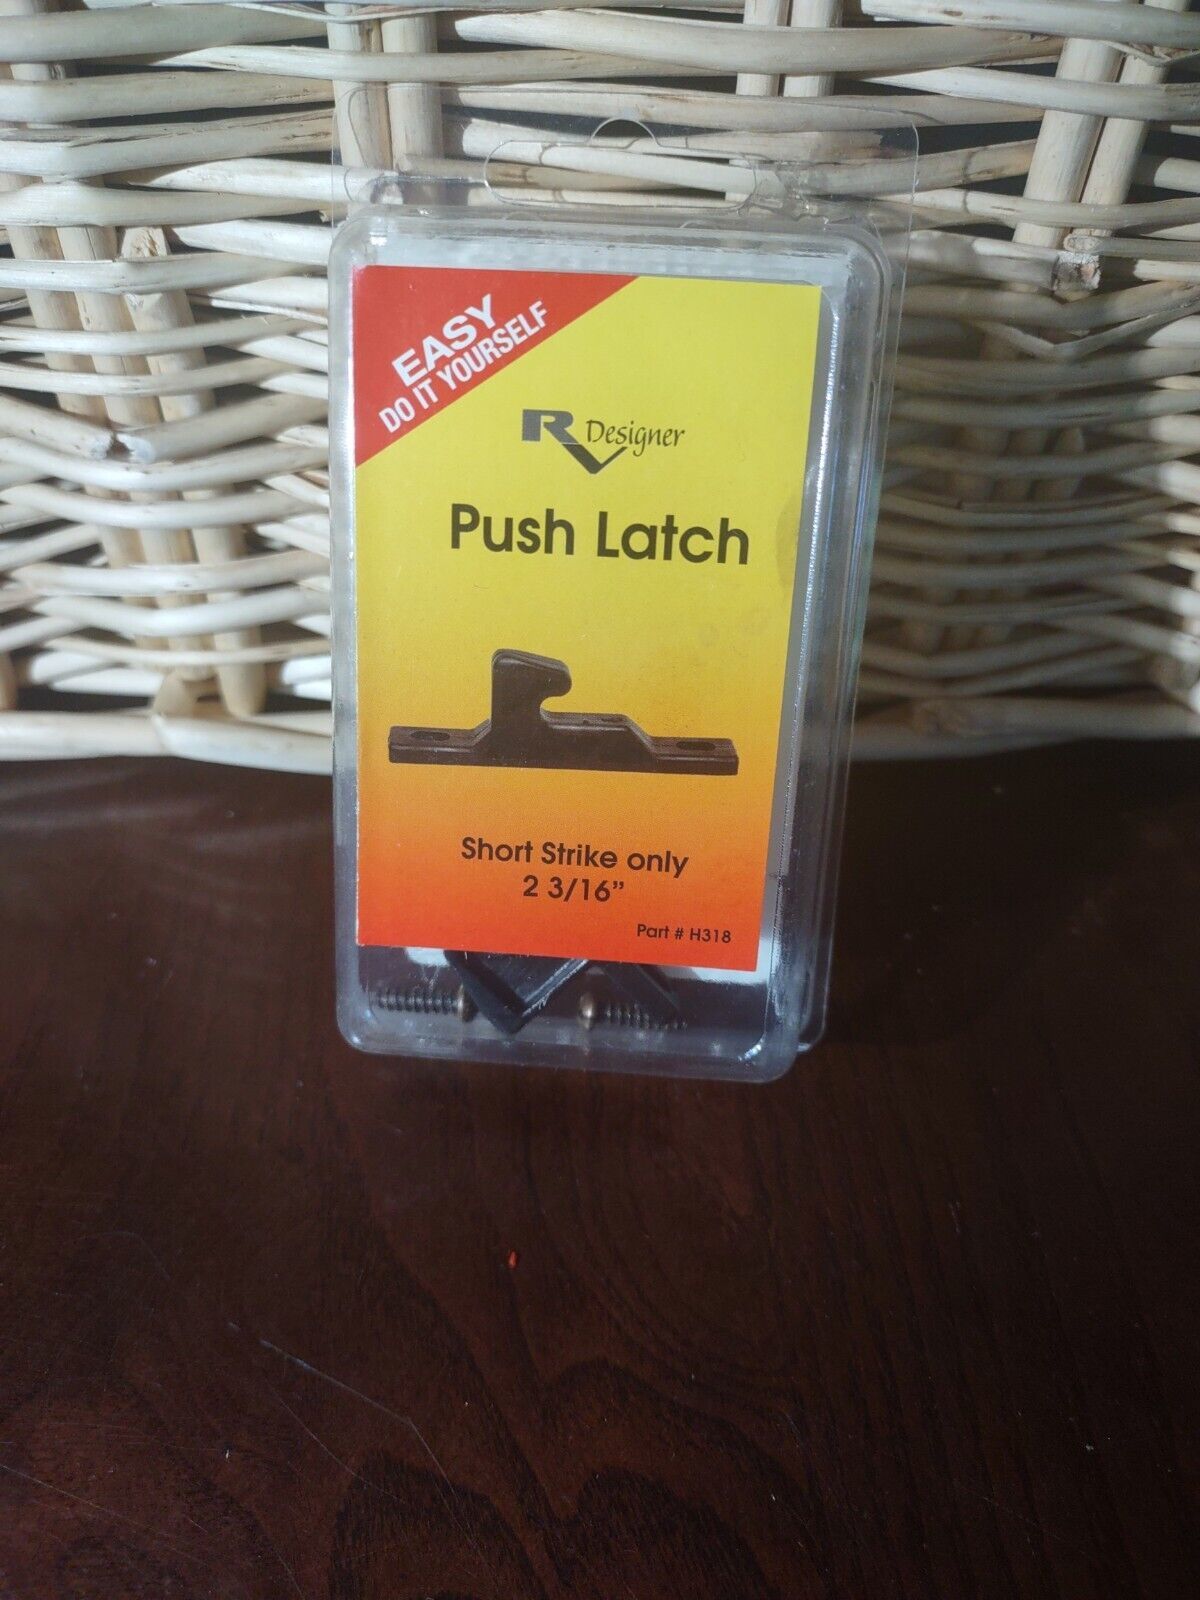 EASY
DO IT YOURSELF
RV Designer
Push Latch
Short Strike only
2 3/16”
Part # H318